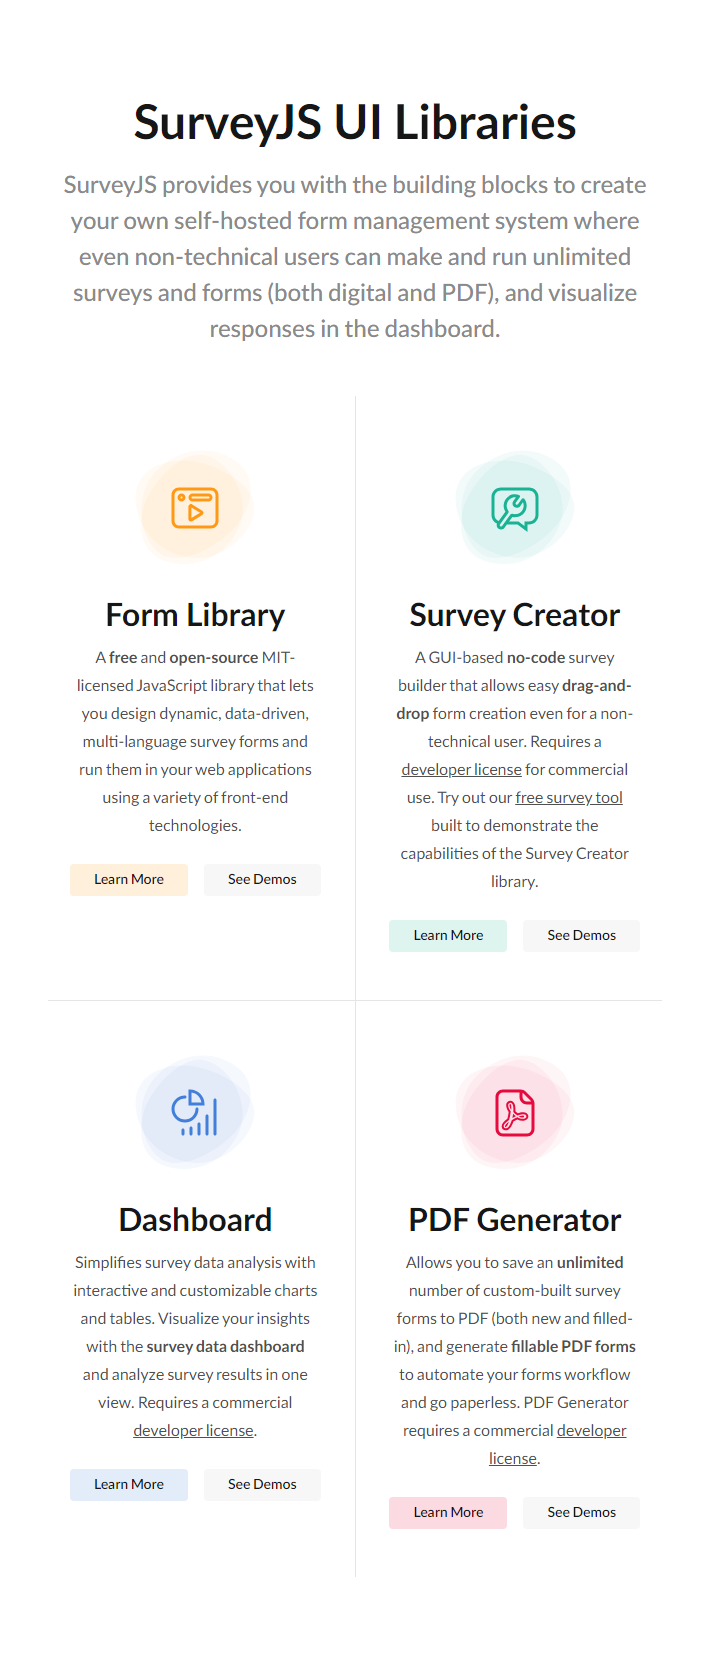 SurveyJS UI Libraries
SurveyJS provides you with the building blocks to create
your own self-hosted form management system where
even non-technical users can make and run unlimited
surveys and forms (both digital and PDF), and visualize
responses in the dashboard.
Form Library
A free and open-source MIT-
licensed JavaScript library that lets
you design dynamic, data-driven,
multi-language survey forms and
run them in your web applications
using a variety of front-end
technologies.
Learn More
See Demos
Survey Creator
A GUI-based no-code survey
builder that allows easy drag-and-
drop form creation even for a non-
technical user. Requires a
developer license for commercial
use. Try out our free survey tool
built to demonstrate the
capabilities of the Survey Creator
library.
Learn More
See Demos
Dashboard
Simplifies survey data analysis with
interactive and customizable charts
and tables. Visualize your insights
with the survey data dashboard
and analyze survey results in one
view. Requires a commercial
developer license.
Learn More
See Demos
PDF Generator
Allows you to save an unlimited
number of custom-built survey
forms to PDF (both new and filled-
in), and generate fillable PDF forms
to automate your forms workflow
and go paperless. PDF Generator
requires a commercial developer
license.
Learn More
See Demos